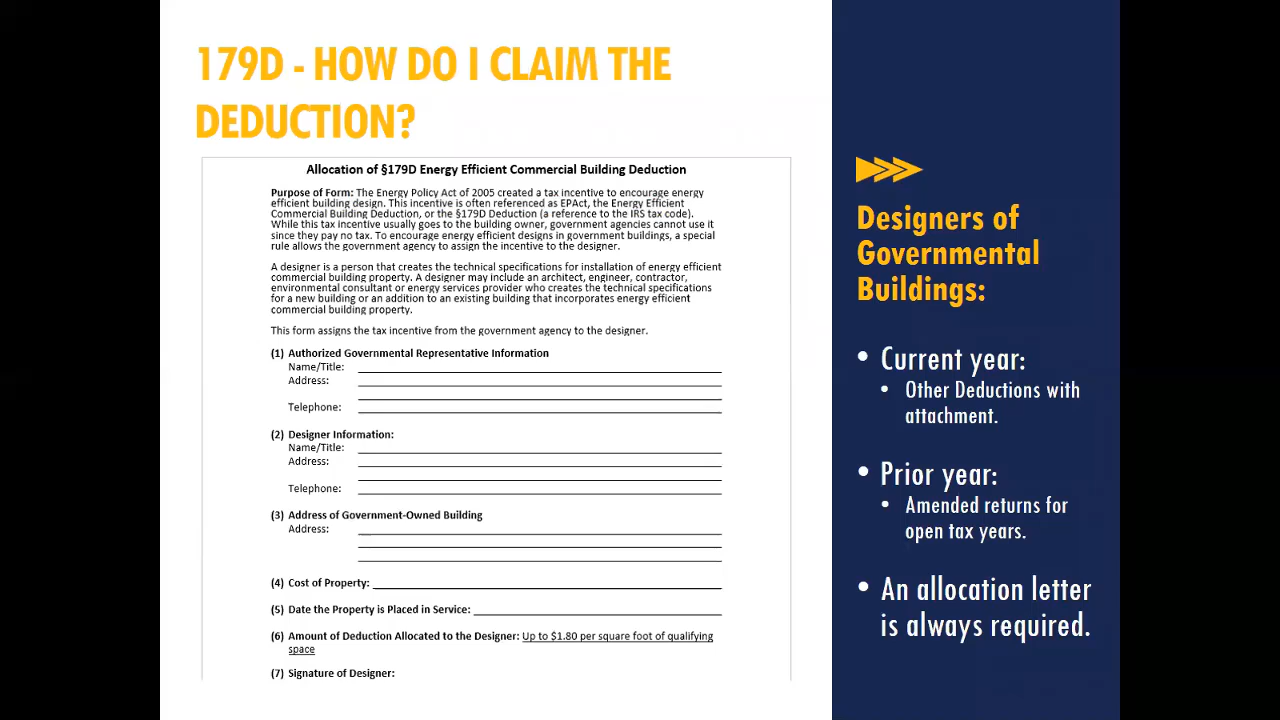 179D - HOW DO I CLAIM THE
DEDUCTION?
Allocation of §179D Energy Efficient Commercial Building Deduction
Purpose of Form: The Energy Policy Act of 2005 created a tax incentive to encourage energy
efficient building design. This incentive is often referenced as EPAct, the Energy Efficient
Commercial Building Deduction, or the §179D Deduction (a reference to the IRS tax code).
While this tax incentive usually goes to the building owner, government agencies cannot use it
since they pay no tax. To encourage energy efficient designs in government buildings, a special
rule allows the government agency to assign the incentive to the designer.
A designer is a person that creates the technical specifications for installation of energy efficient
commercial building property. A designer may include an architect, engineer, contractor,
environmental consultant or energy services provider who creates the technical specifications
for a new building or an addition to an existing building that incorporates energy efficient
commercial building property.
This form assigns the tax incentive from the government agency to the designer.
(1) Authorized Governmental Representative Information
Name/Title:
Address:
Telephone:
(2) Designer Information:
Name/Title:
Address:
Telephone:
(3) Address of Government-Owned Building
Address:
(4) Cost of Property:
(5) Date the Property is Placed in Service:
(6) Amount of Deduction Allocated to the Designer: Up to $1.80 per square foot of qualifying
space
(7) Signature of Designer:
Designers of
Governmental
Buildings:
• Current year:
• Other Deductions with
attachment.
• Prior year:
• Amended returns for
open tax years.
• An allocation letter
is always required.